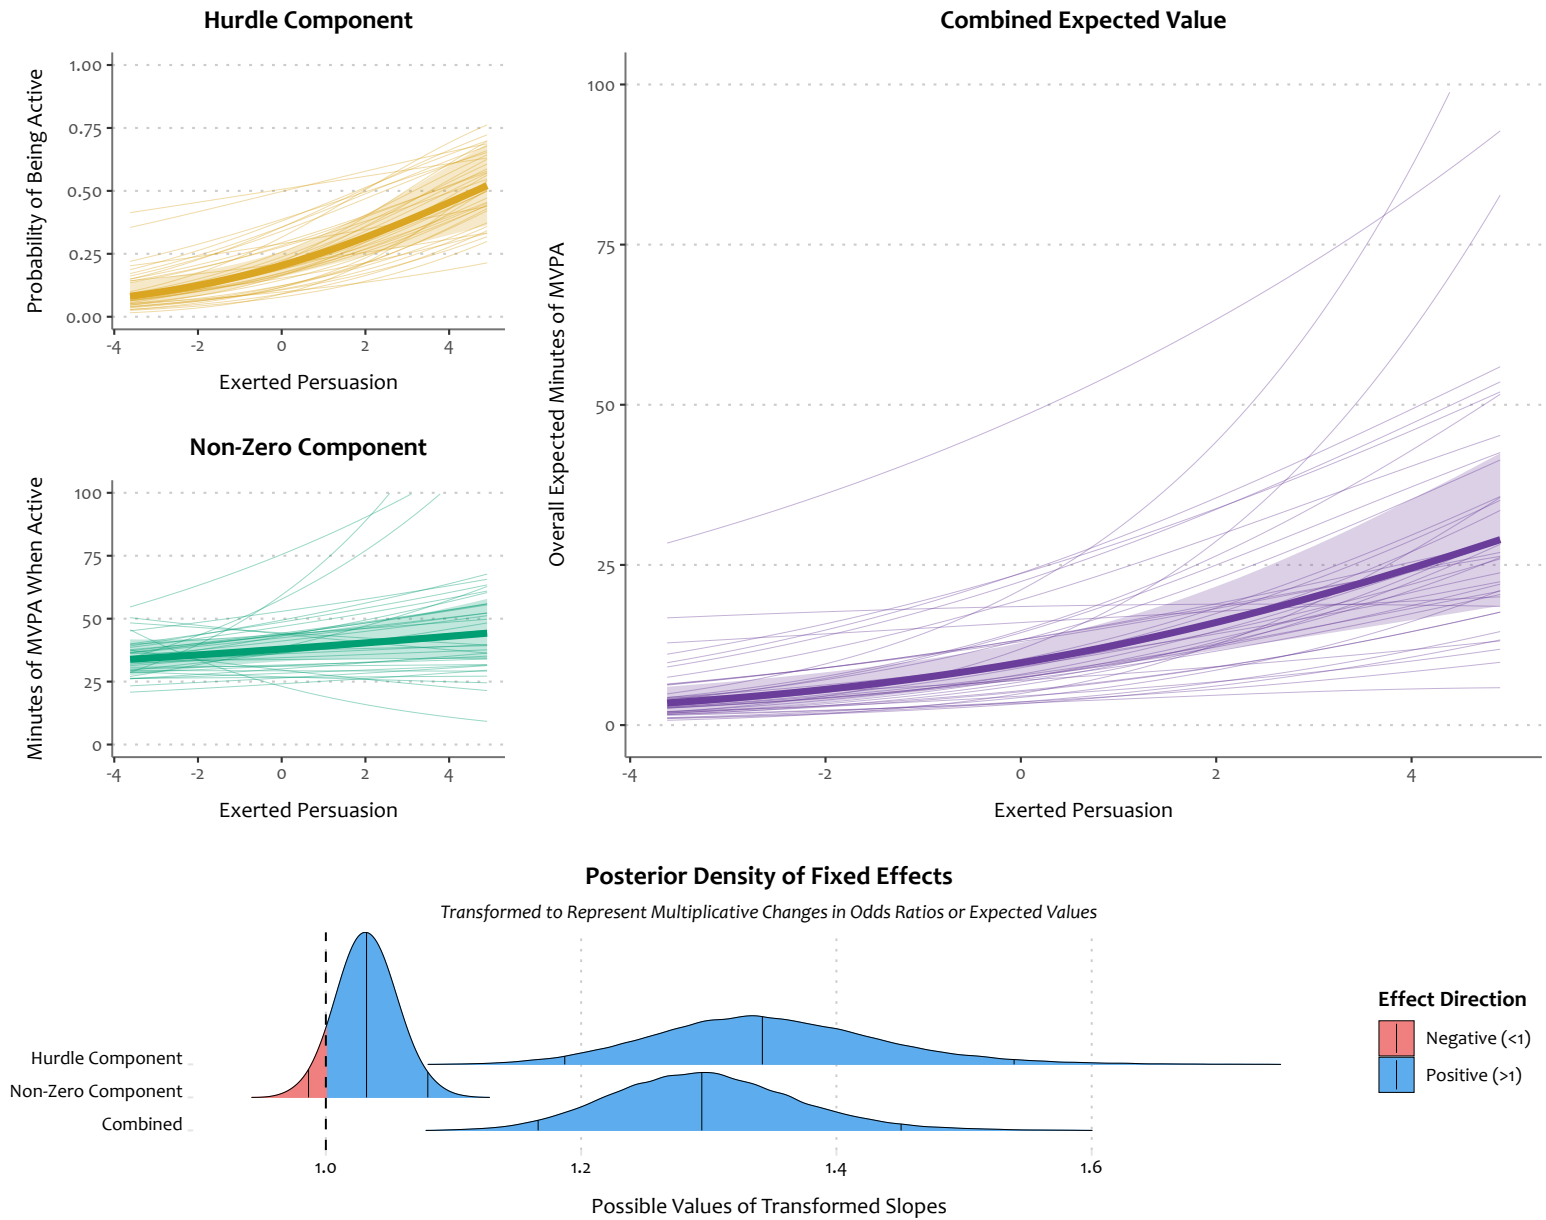 Hurdle Component
Probability of Being Active
1.00
0.75
0.50
0.25
0.00
-4 -2 0 2 4
Exerted Persuasion
Non-Zero Component
Minutes of MVPA When Active
100
75
50
25
0
-4 -2 0 2 4
Exerted Persuasion
Combined Expected Value
Overall Expected Minutes of MVPA
100
75
50
25
0
-4 -2 0 2 4
Exerted Persuasion
Posterior Density of Fixed Effects
Transformed to Represent Multiplicative Changes in Odds Ratios or Expected Values
Hurdle Component
Non-Zero Component
Combined
1.0 1.2 1.4 1.6
Possible Values of Transformed Slopes
Effect Direction
Negative (<1)
Positive (>1)